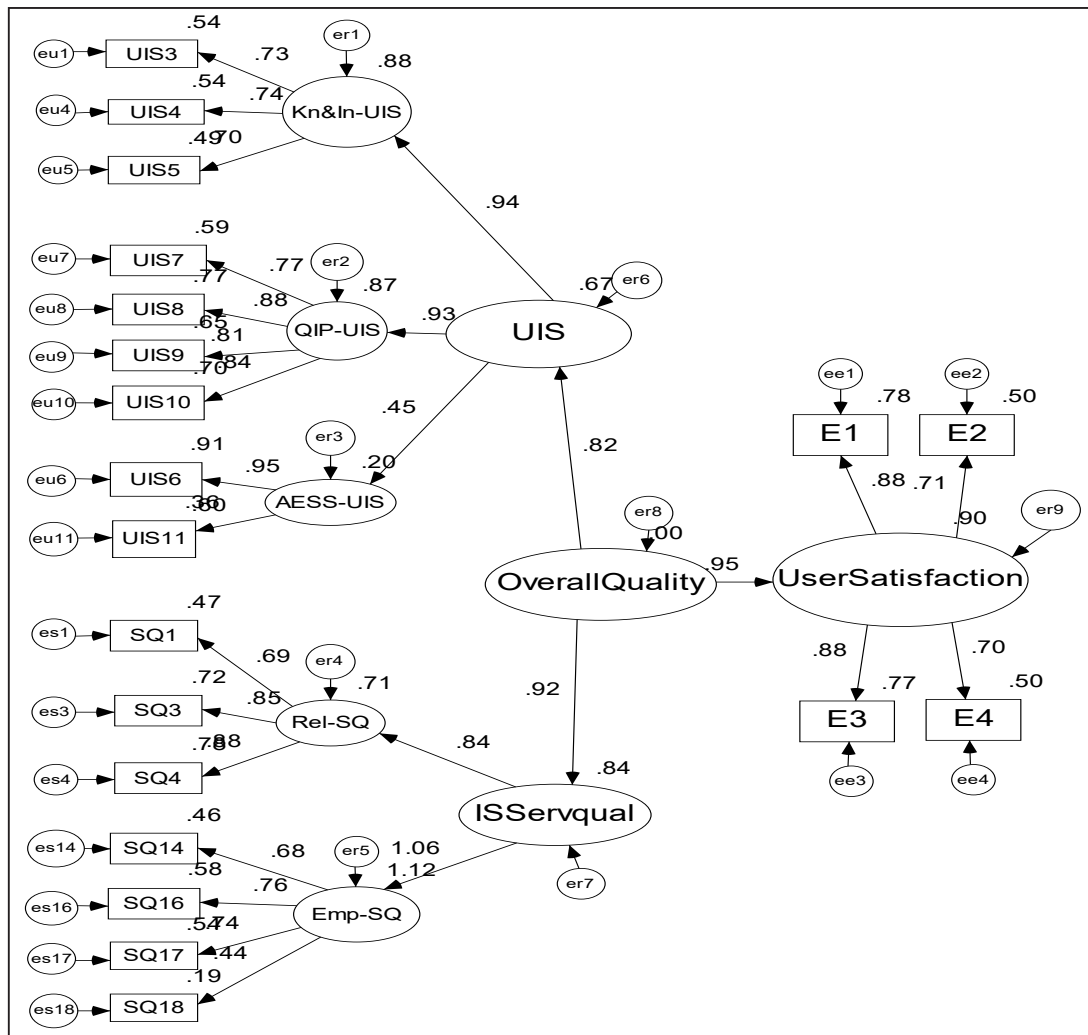 .54
er1
eu1 UIS3 .73 .88
.54
eu4 UIS4 .74 Kn&In-UIS
.49 .70
eu5 UIS5
.94
.59
eu7 UIS7 .77 er2
.77 .87 .67 er6
eu8 UIS8 .88 .93
.65 QIP-UIS UIS
eu9 UIS9 .81
.70 .84
eu10 UIS10
.45
ee1 ee2
.78 .50
E1 E2
.91 er3 .82
eu6 UIS6 .95 .20
.88 .71
.36 .60 AESS-UIS
er8 .90 er9
eu11 UIS11 .00
.95
OverallQuality UserSatisfaction
.47
es1 SQ1 .69 er4
.88 .70
.72 .71 .92 .77 .50
es3 SQ3 .85 Rel-SQ
E3 E4
.78 .88 .84
es4 SQ4 .84 ee3 ee4
ISServqual
.46
es14 SQ14 .68 er5 1.06
.58 1.12
.76 er7
es16 SQ16 Emp-SQ
.54 .74
es17 SQ17 .44
.19
es18 SQ18